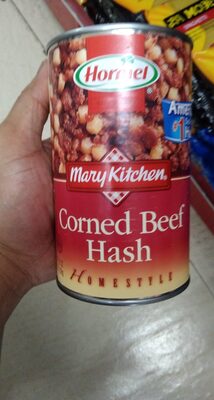 Hormel
Mary Kitchen
Corned Beef
Hash
HOMESTYLE